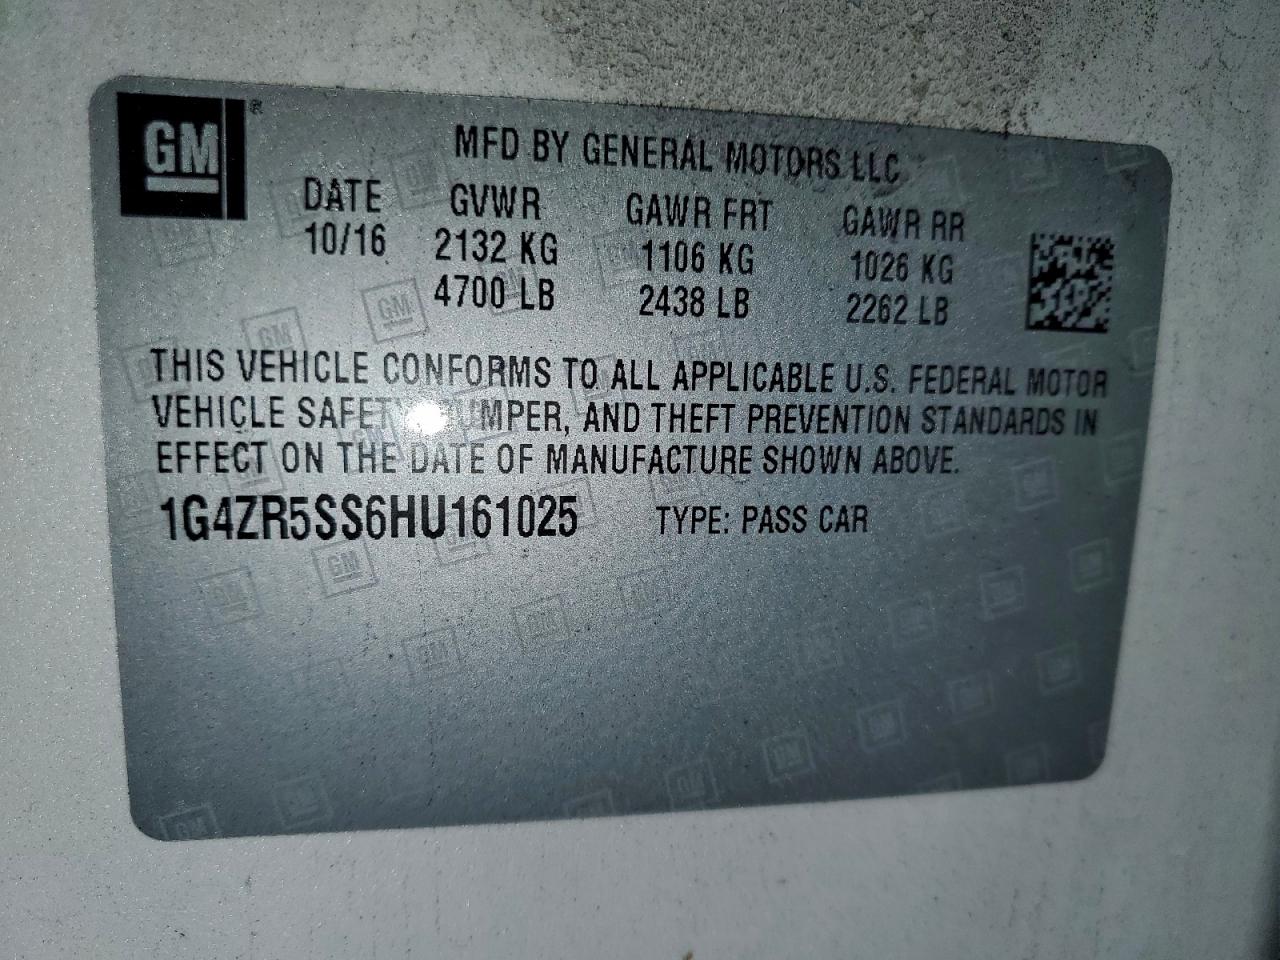 GM ®
MFD BY GENERAL MOTORS LLC
DATE GVWR GAWR FRT GAWR RR
10/16 2132 KG 1106 KG 1026 KG
4700 LB 2438 LB 2262 LB
THIS VEHICLE CONFORMS TO ALL APPLICABLE U.S. FEDERAL MOTOR
VEHICLE SAFETY, BUMPER, AND THEFT PREVENTION STANDARDS IN
EFFECT ON THE DATE OF MANUFACTURE SHOWN ABOVE.
1G4ZR5SS6HU161025 TYPE: PASS CAR